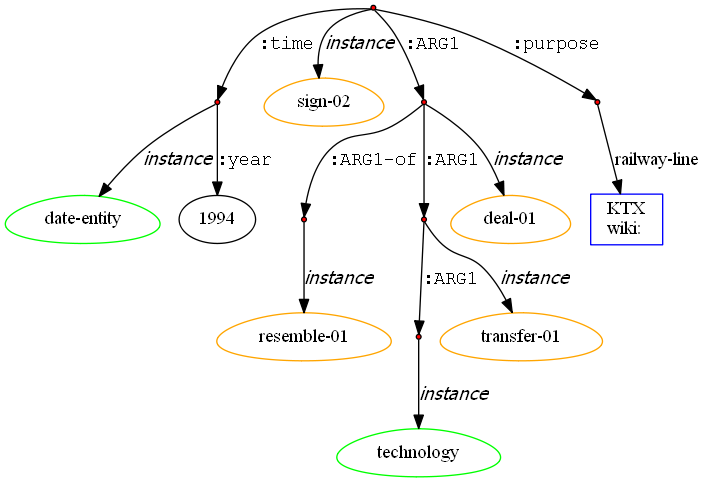 :time
instance
:ARG1
:purpose
sign-02
instance
:year
:ARG1-of
:ARG1
instance
railway-line
date-entity
1994
deal-01
KTX
wiki:
instance
:ARG1
instance
resemble-01
transfer-01
instance
technology